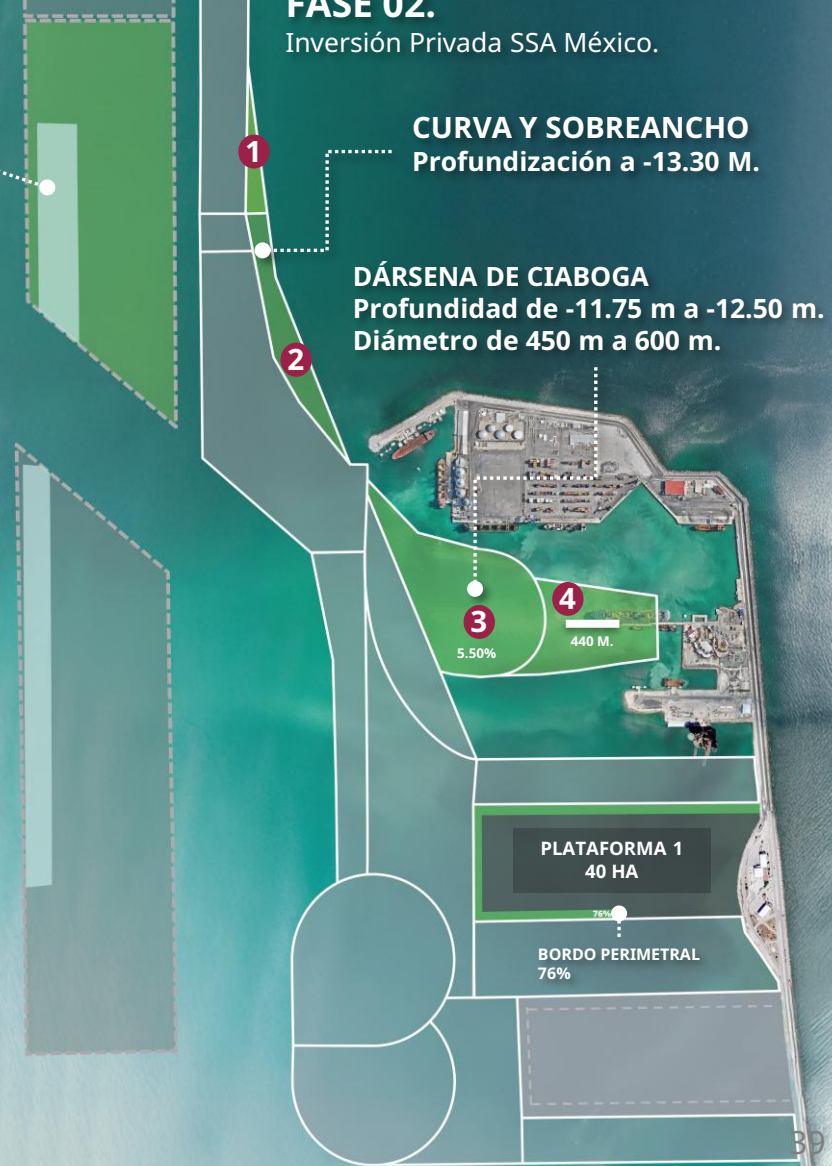 FASE 02.
Inversión Privada SSA México.
1
CURVA Y SOBREANCHO
Profundización a -13.30 M.
DÁRSENA DE CIABOGA
Profundidad de -11.75 m a -12.50 m.
Diámetro de 450 m a 600 m.
2
3
5.50%
4
440 M.
PLATAFORMA 1
40 HA
76%
BORDO PERIMETRAL
76%
39